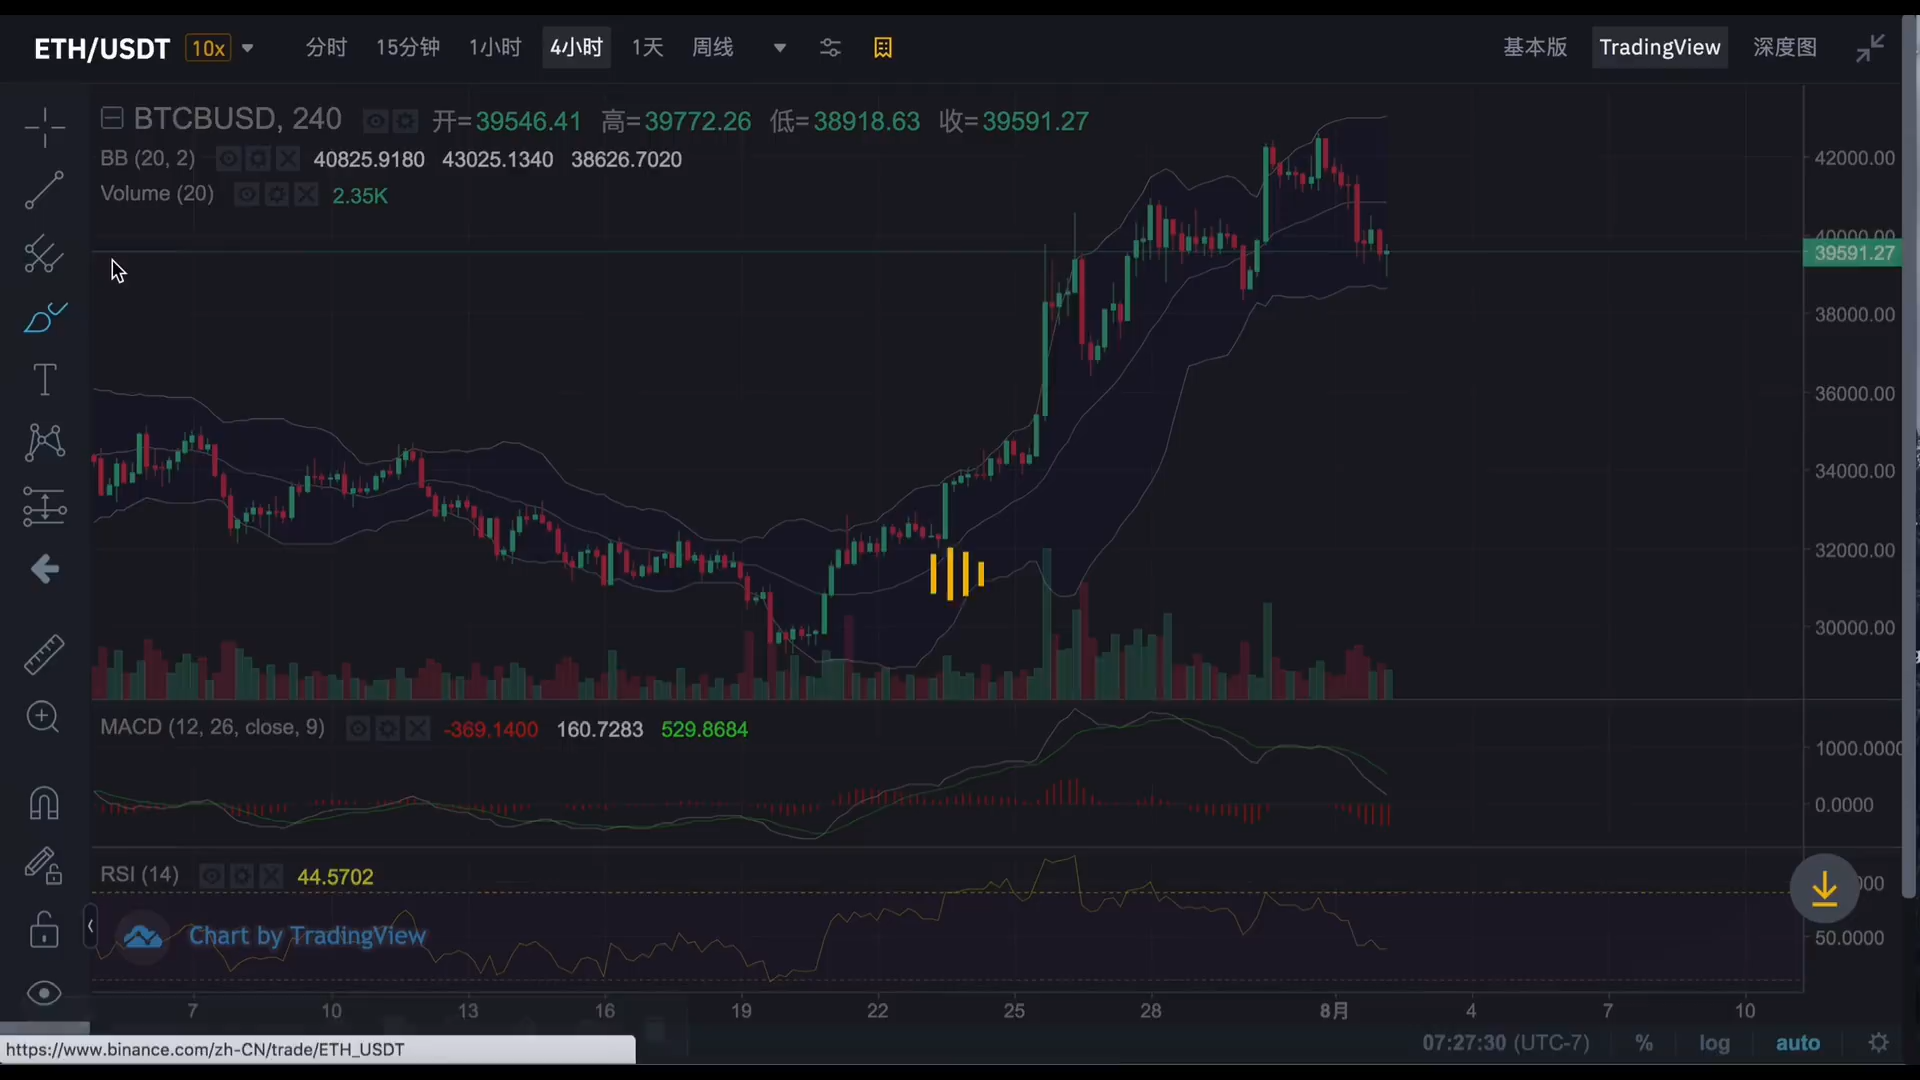 ETH/USDT 10x 分时 15分钟 1小时 4小时 1天 周线 基本版 TradingView 深度图
BTCBUSD, 240 开=39546.41 高=39772.26 低=38918.63 收=39591.27
BB (20, 2) 40825.9180 43025.1340 38626.7020
Volume (20) 2.35K
42000.00
40000.00
39591.27
38000.00
36000.00
34000.00
32000.00
30000.00
MACD (12, 26, close, 9) -369.1400 160.7283 529.8684
1000.0000
0.0000
RSI (14) 44.5702
Chart by TradingView
50.0000
7 10 13 16 19 22 25 28 8月 4 7 10
07:27:30 (UTC-7) % log auto
https://www.binance.com/zh-CN/trade/ETH_USDT